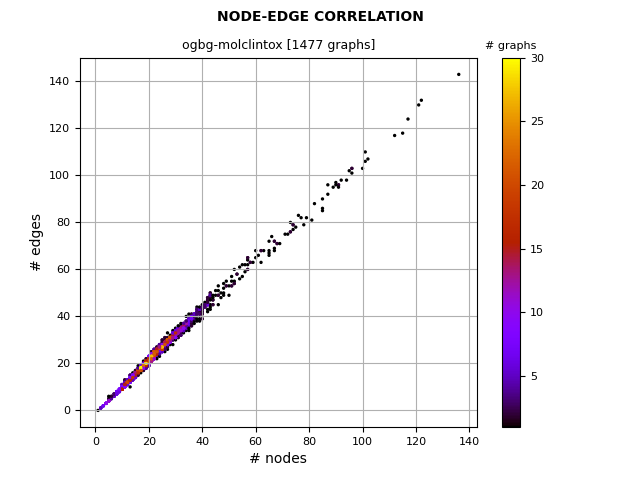 NODE-EDGE CORRELATION
ogbg-molclintox [1477 graphs]
# graphs
# edges
140
120
100
80
60
40
20
0
0 20 40 60 80 100 120 140
# nodes
30
25
20
15
10
5